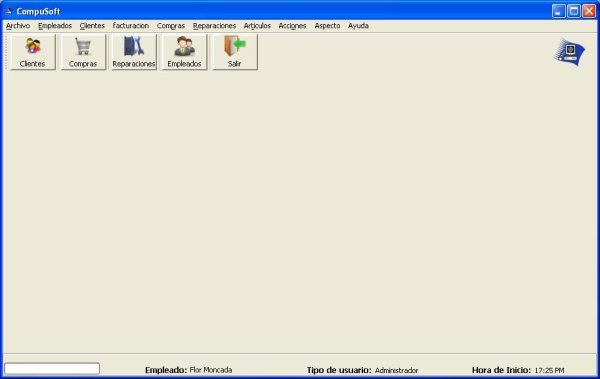 CompuSoft
Archivo Empleados Clientes facturacion Compras Reparaciones Articulos Acciones Aspecto Ayuda
Clientes Compras Reparaciones Empleados Salir
Empleado: Flor Moncada Tipo de usuario: Administrador Hora de Inicio: 17:25 PM